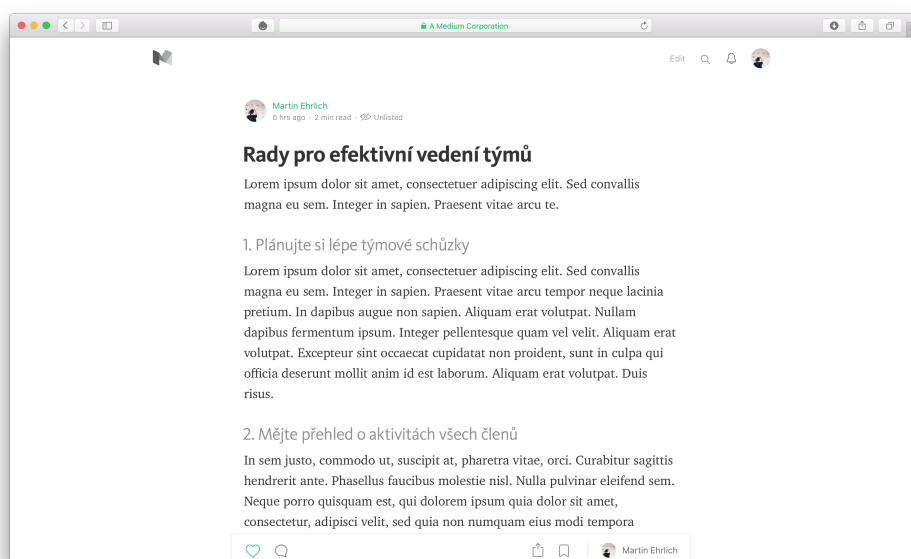 A Medium Corporation
Edit
Martin Ehrlich
6 hrs ago · 2 min read · Unlisted
Rady pro efektivní vedení týmů
Lorem ipsum dolor sit amet, consectetuer adipiscing elit. Sed convallis
magna eu sem. Integer in sapien. Praesent vitae arcu te.
1. Plánujte si lépe týmové schůzky
Lorem ipsum dolor sit amet, consectetuer adipiscing elit. Sed convallis
magna eu sem. Integer in sapien. Praesent vitae arcu tempor neque lacinia
pretium. In dapibus augue non sapien. Aliquam erat volutpat. Nullam
dapibus fermentum ipsum. Integer pellentesque quam vel velit. Aliquam erat
volutpat. Excepteur sint occaecat cupidatat non proident, sunt in culpa qui
officia deserunt mollit anim id est laborum. Aliquam erat volutpat. Duis
risus.
2. Mějte přehled o aktivitách všech členů
In sem justo, commodo ut, suscipit at, pharetra vitae, orci. Curabitur sagittis
hendrerit ante. Phasellus faucibus molestie nisl. Nulla pulvinar eleifend sem.
Neque porro quisquam est, qui dolorem ipsum quia dolor sit amet,
consectetur, adipisci velit, sed quia non numquam eius modi tempora
Martin Ehrlich